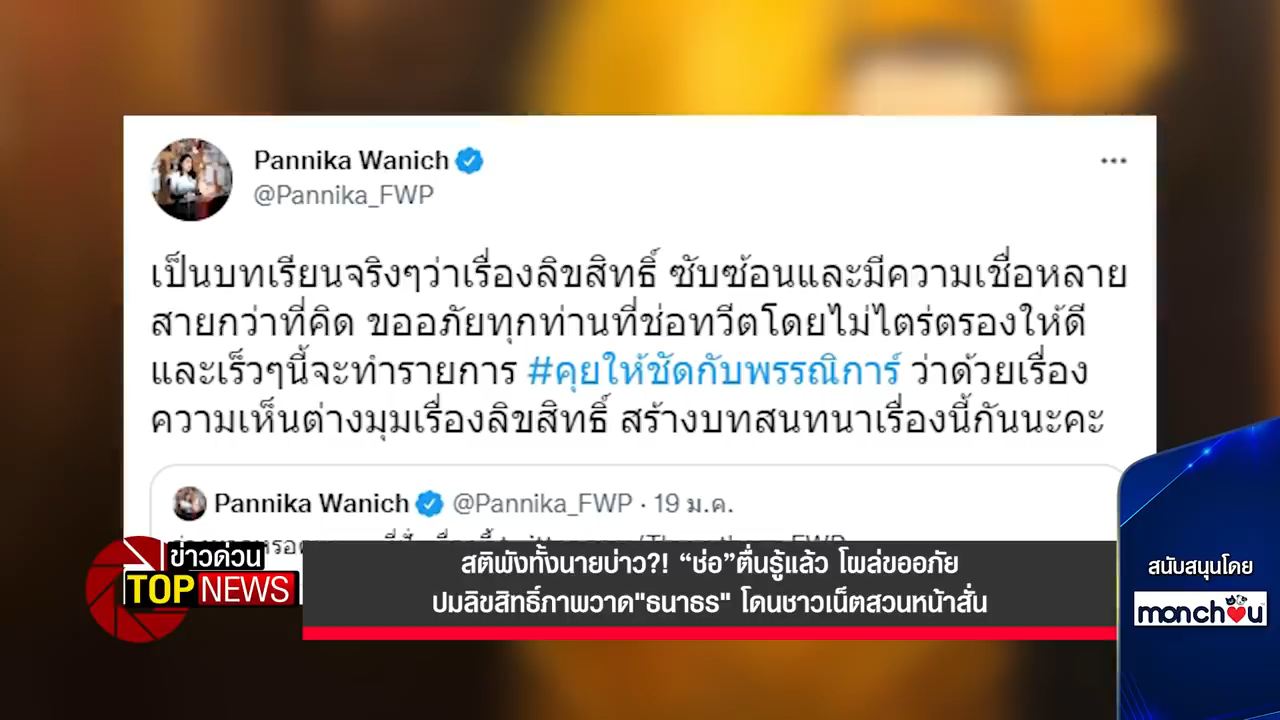 Pannika Wanich
@Pannika_FWP
เป็นบทเรียนจริงๆว่าเรื่องลิขสิทธิ์ ซับซ้อนและมีความเชื่อหลาย
สายกว่าที่คิด ขออภัยทุกท่านที่ช่อทวีตโดยไม่ไตร่ตรองให้ดี
และเร็วๆนี้จะทำรายการ #คุยให้ชัดกับพรรณิการ์ ว่าด้วยเรื่อง
ความเห็นต่างมุมเรื่องลิขสิทธิ์ สร้างบทสนทนาเรื่องนี้กันนะคะ
Pannika Wanich @Pannika_FWP · 19 ม.ค.
ข่าวด่วน
TOP NEWS
สติพังทั้งนายบ่าว?! “ช่อ”ตื่นรู้แล้ว โผล่ขออภัย
ปมลิขสิทธิ์ภาพวาด"ธนาธร" โดนชาวเน็ตสวนหน้าสั่น
สนับสนุนโดย
monchou